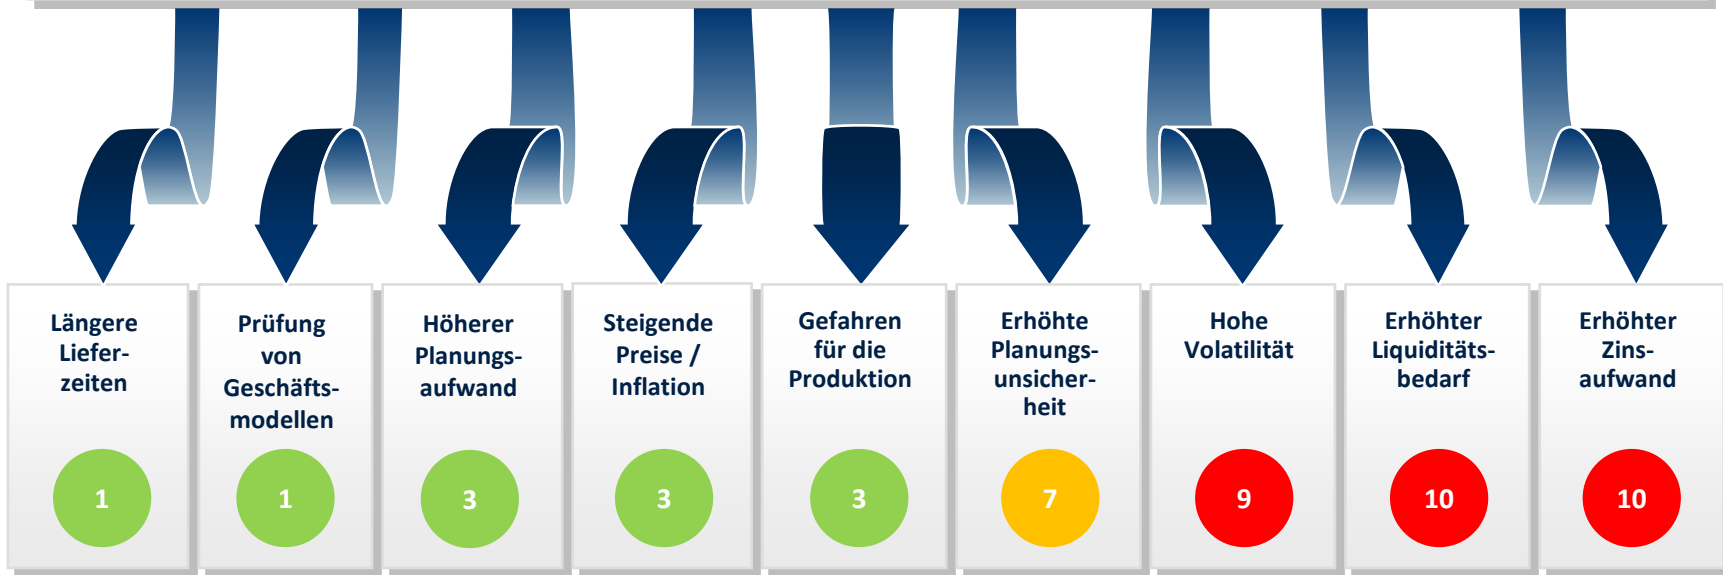 Längere
Liefer-
zeiten
1
Prüfung
von
Geschäfts-
modellen
1
Höherer
Planungs-
aufwand
3
Steigende
Preise /
Inflation
3
Gefahren
für die
Produktion
3
Erhöhte
Planungs-
unsicher-
heit
7
Hohe
Volatilität
9
Erhöhter
Liquiditäts-
bedarf
10
Erhöhter
Zins-
aufwand
10